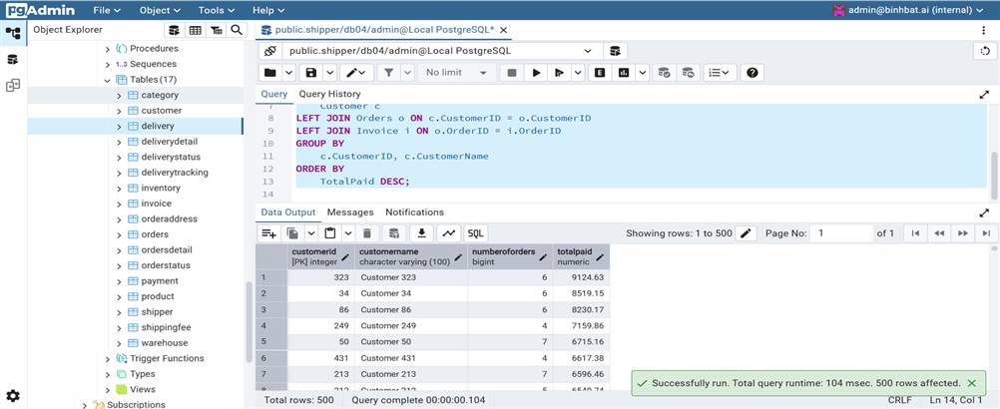 pgAdmin File Object Tools Help admin@binhbat.ai (internal)
Object Explorer
public.shipper/db04/admin@Local PostgreSQL*
Procedures
Sequences
Tables (17)
category
customer
delivery
deliverydetail
deliverystatus
deliverytracking
inventory
invoice
orderaddress
orders
ordersdetail
orderstatus
payment
product
shipper
shippingfee
warehouse
Trigger Functions
Types
Views
Subscriptions
public.shipper/db04/admin@Local PostgreSQL
No limit
E
Query Query History
7 Customer c
8 LEFT JOIN Orders o ON c.CustomerID = o.CustomerID
9 LEFT JOIN Invoice i ON o.OrderID = i.OrderID
10 GROUP BY
11 c.CustomerID, c.CustomerName
12 ORDER BY
13 TotalPaid DESC;
14
Data Output Messages Notifications
SQL Showing rows: 1 to 500 Page No: 1 of 1
customerid customername numberoforders totalpaid
[PK] integer character varying (100) bigint numeric
1 323 Customer 323 6 9124.63
2 34 Customer 34 6 8519.15
3 86 Customer 86 6 8230.17
4 249 Customer 249 4 7159.86
5 50 Customer 50 7 6715.16
6 431 Customer 431 4 6617.38
7 213 Customer 213 7 6596.46
Successfully run. Total query runtime: 104 msec. 500 rows affected.
Total rows: 500 Query complete 00:00:00.104 CRLF Ln 14, Col 1